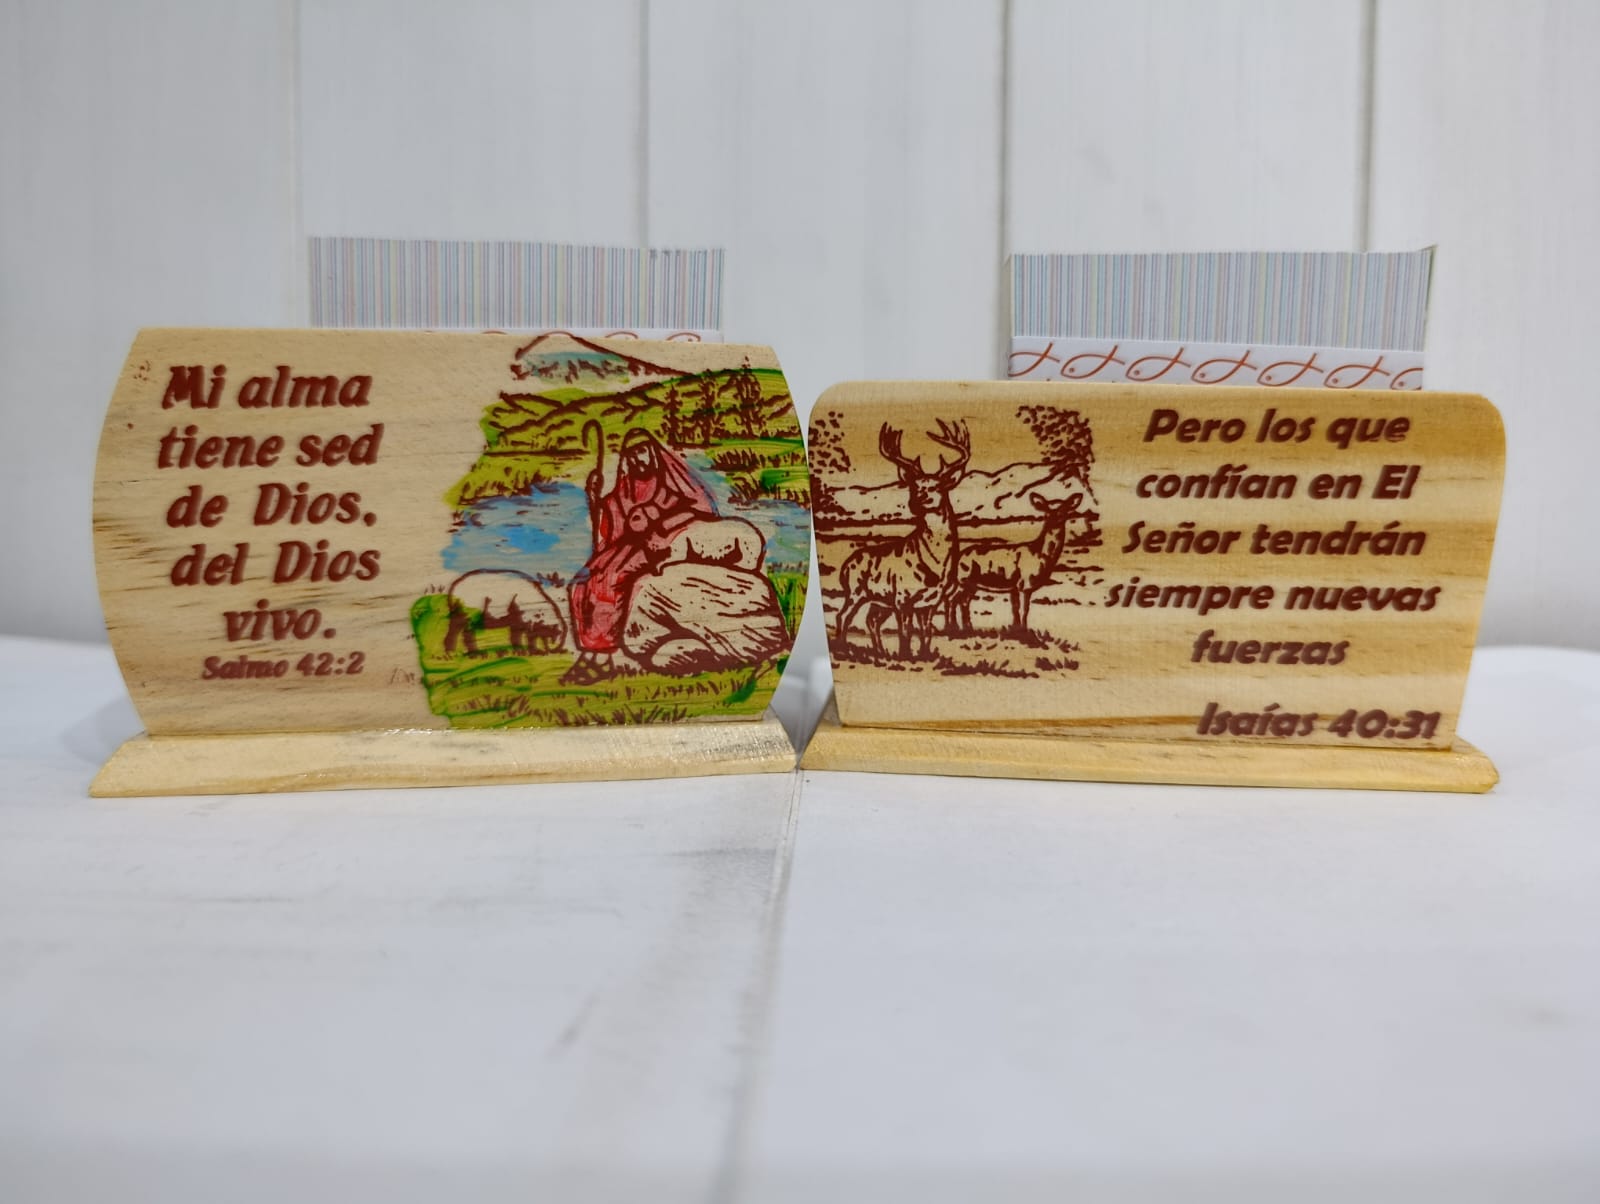 Mi alma
tiene sed
de Dios,
del Dios
vivo.
Salmo 42:2
Pero los que
confían en El
Señor tendrán
siempre nuevas
fuerzas
Isaías 40:31